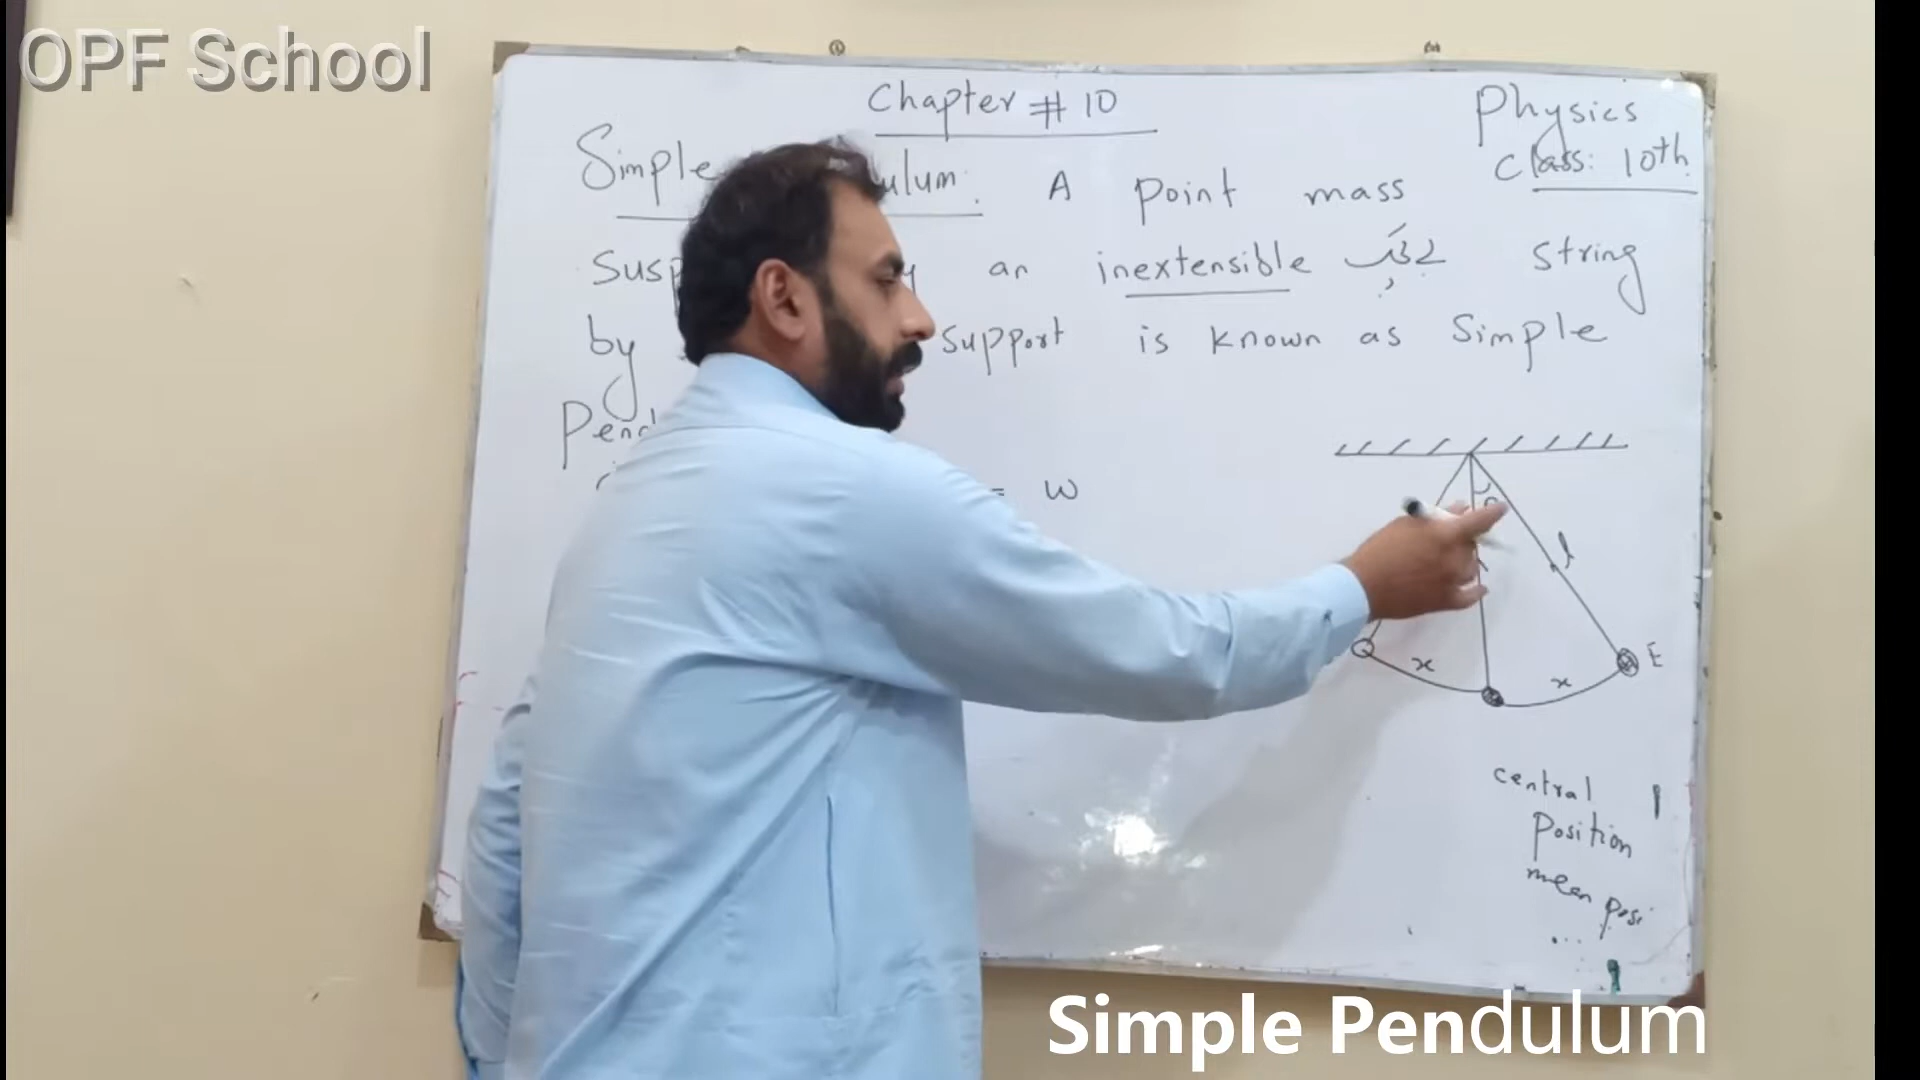 OPF School
Chapter # 10
Physics
Class: 10th
Simple ulum: A point mass
Susp an inextensible بے لچک string
by support is known as Simple
Pend
= w
l
x x E
central
Position
mean posi
Simple Pendulum